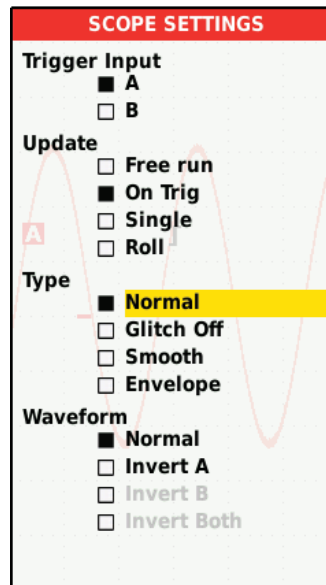 SCOPE SETTINGS
Trigger Input
A
B
Update
Free run
On Trig
Single
A
Roll
Type
Normal
Glitch Off
Smooth
Envelope
Waveform
Normal
Invert A
Invert B
Invert Both